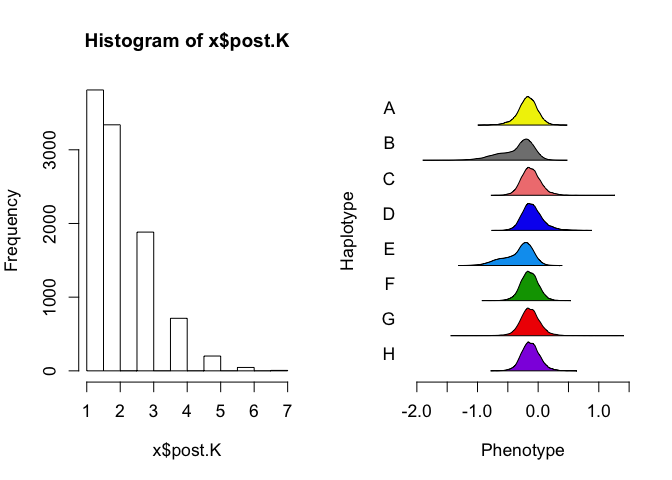 Histogram of x$post.K
Frequency
0
1000
2000
3000
1 2 3 4 5 6 7
x$post.K
Haplotype
A
B
C
D
E
F
G
H
-2.0 -1.0 0.0 1.0
Phenotype